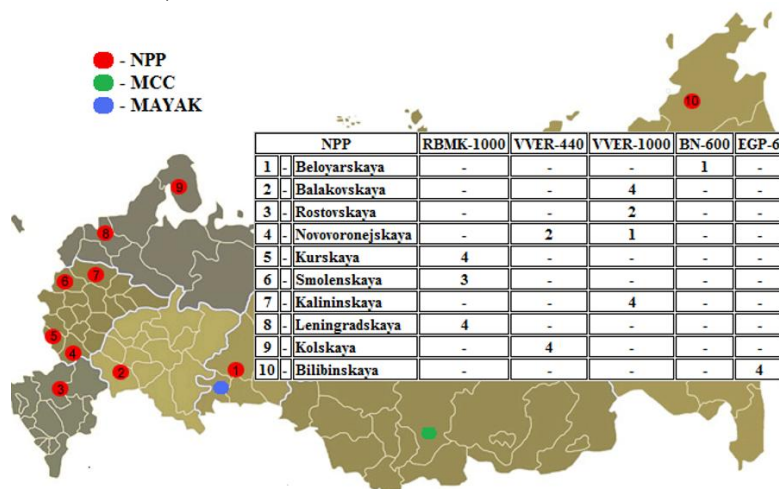 - NPP
- MCC
- MAYAK
10
NPP RBMK-1000 VVER-440 VVER-1000 BN-600 EGP-6
1 - Beloyarskaya - - - 1 -
2 - Balakovskaya - - 4 - -
3 - Rostovskaya - - 2 - -
4 - Novovoronejskaya - 2 1 - -
5 - Kurskaya 4 - - - -
6 - Smolenskaya 3 - - - -
7 - Kalininskaya - - 4 - -
8 - Leningradskaya 4 - - - -
9 - Kolskaya - 4 - - -
10 - Bilibinskaya - - - - 4
9
8
7
6
5
4
1
2
3